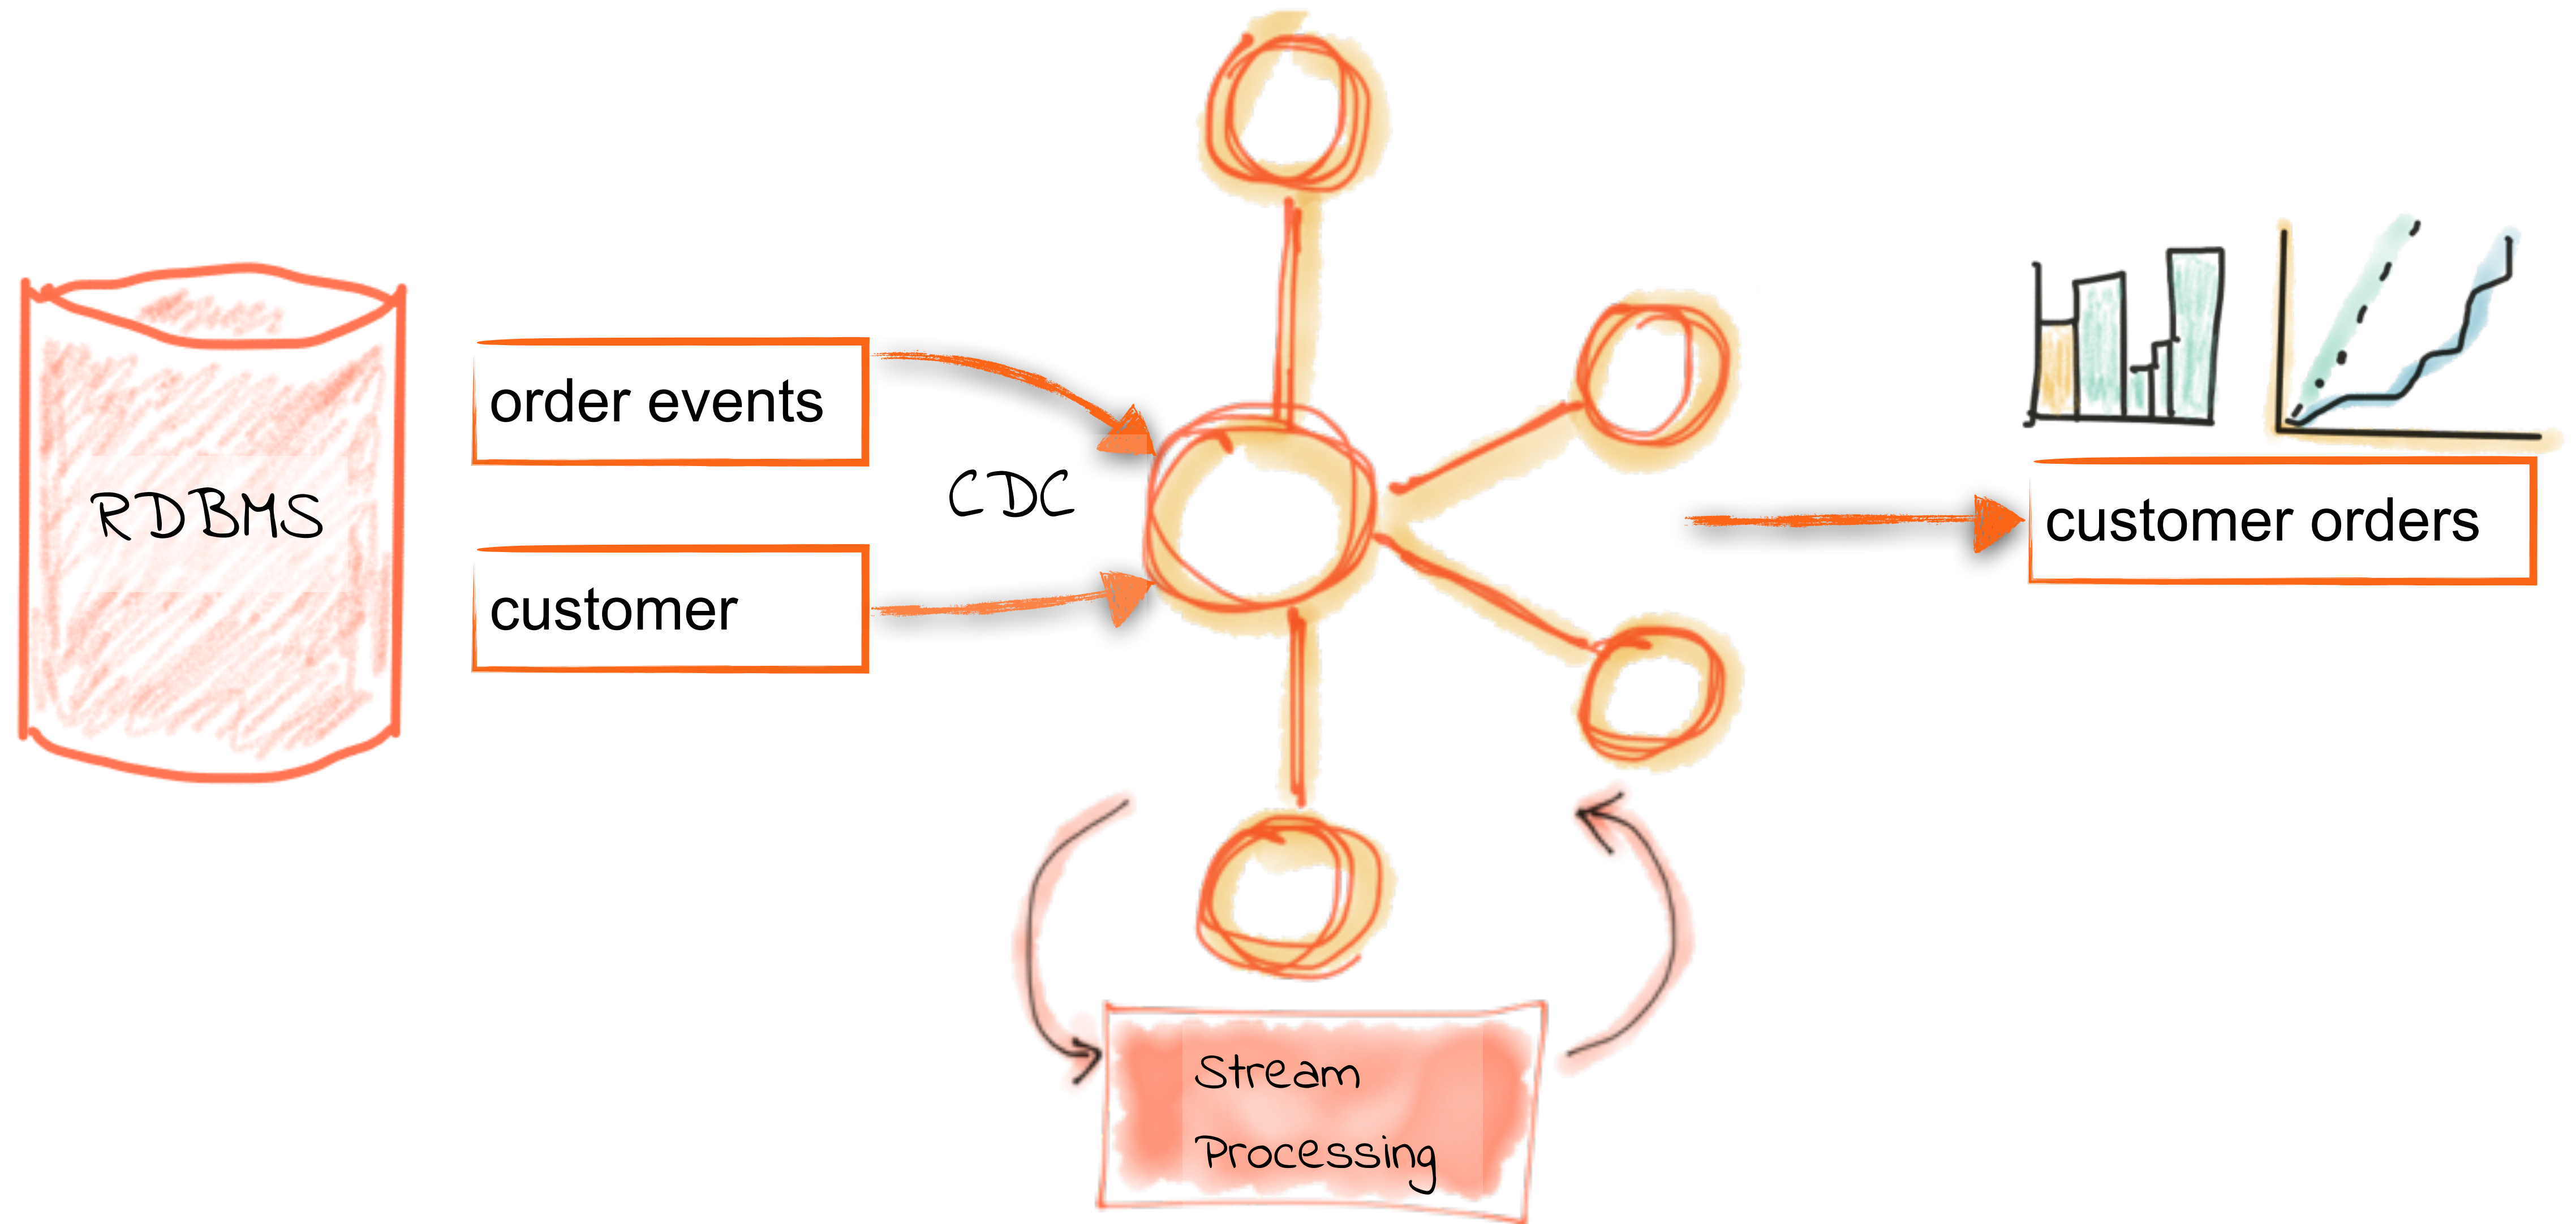 RDBMS
order events
customer
CDC
customer orders
Stream
Processing